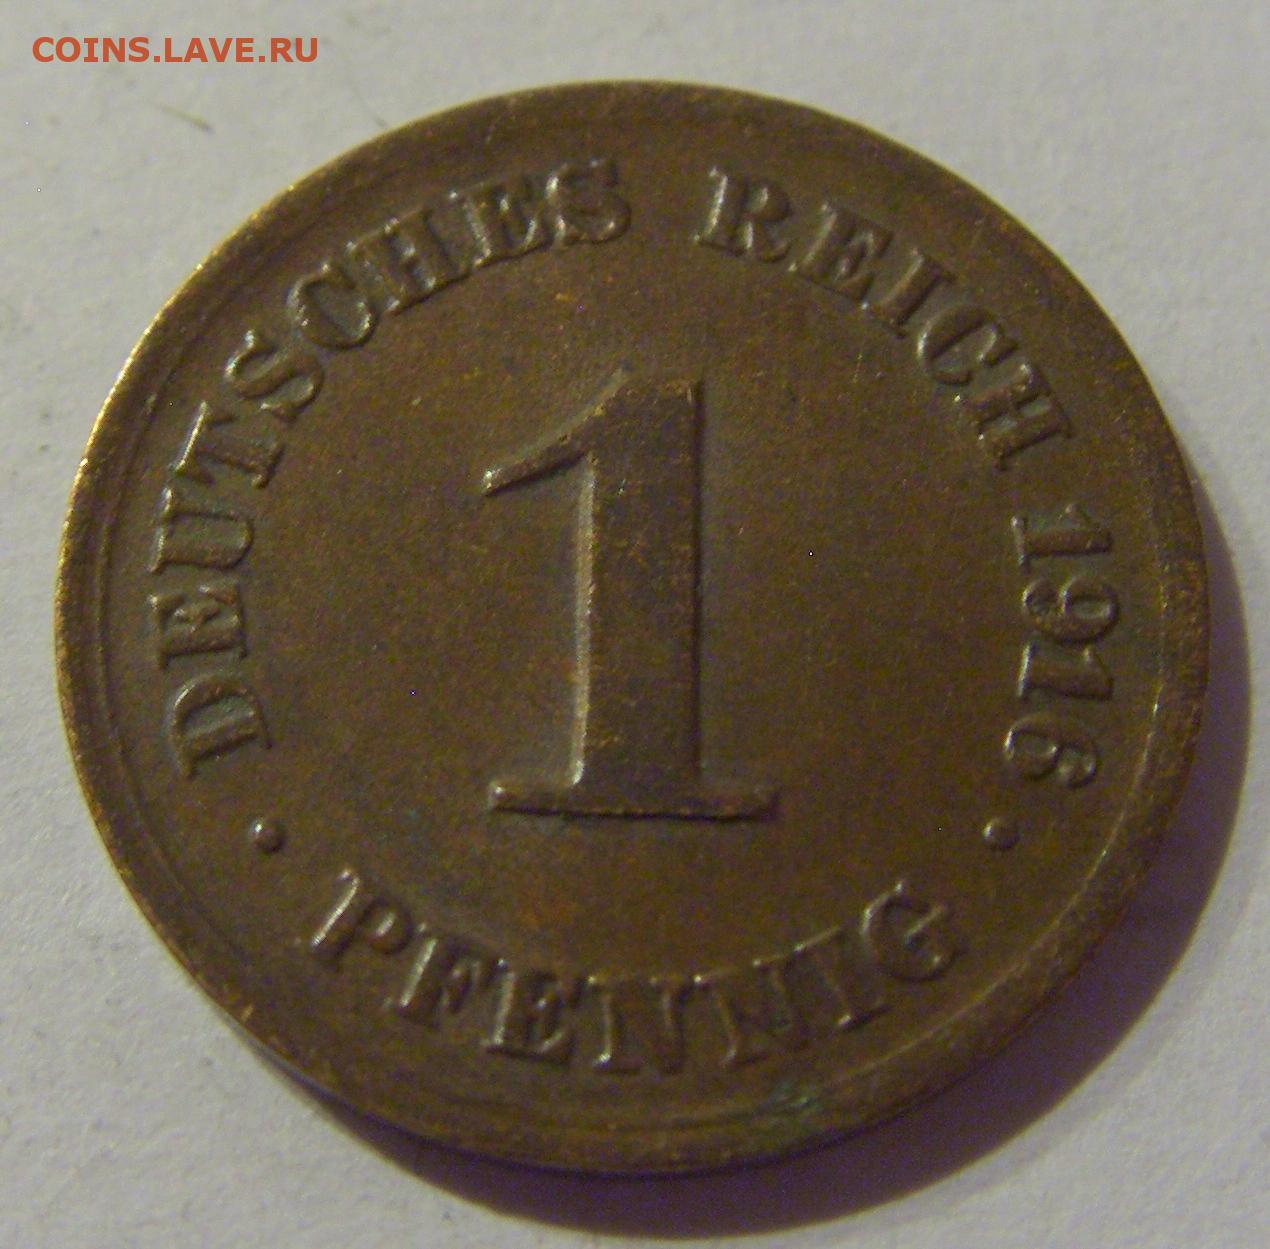 COINS.LAVE.RU
DEUTSCHES REICH 1916
1
• PFENNIG •